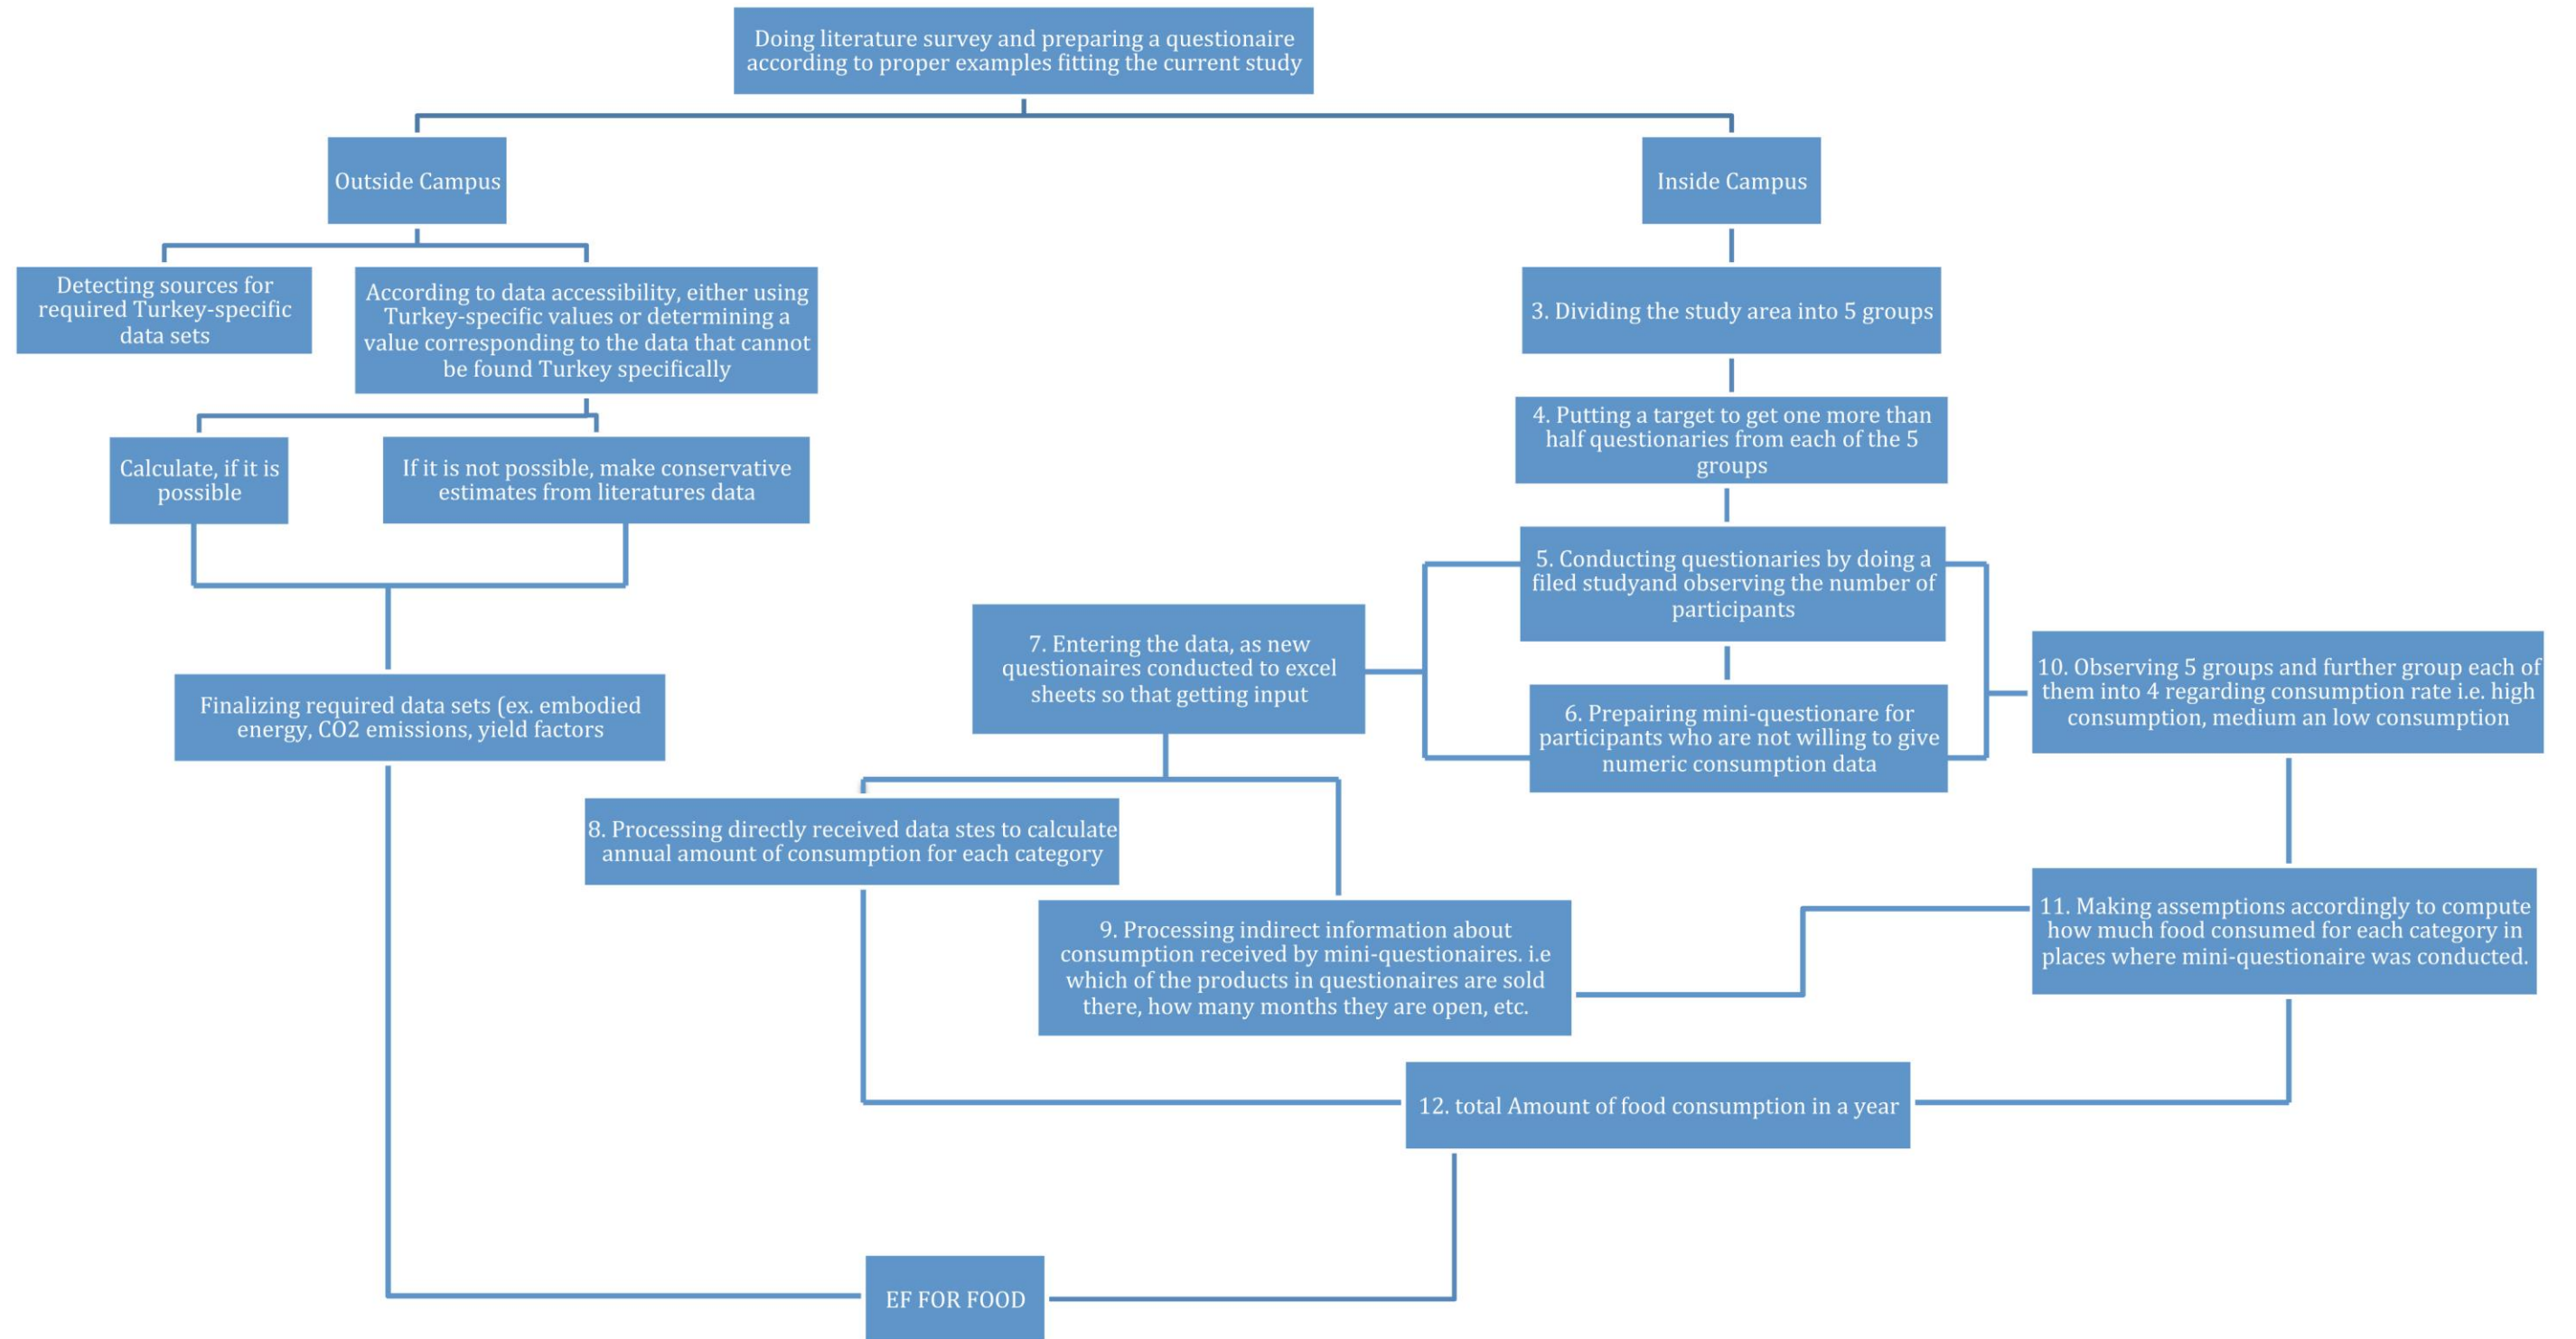 Doing literature survey and preparing a questionaire
according to proper examples fitting the current study
Outside Campus
Inside Campus
Detecting sources for
required Turkey-specific
data sets
According to data accessibility, either using
Turkey-specific values or determining a
value corresponding to the data that cannot
be found Turkey specifically
3. Dividing the study area into 5 groups
4. Putting a target to get one more than
half questionaries from each of the 5
groups
Calculate, if it is
possible
If it is not possible, make conservative
estimates from literatures data
5. Conducting questionaries by doing a
filed studyand observing the number of
participants
7. Entering the data, as new
questionaires conducted to excel
sheets so that getting input
10. Observing 5 groups and further group each of
them into 4 regarding consumption rate i.e. high
consumption, medium an low consumption
Finalizing required data sets (ex. embodied
energy, CO2 emissions, yield factors
6. Prepairing mini-questionare for
participants who are not willing to give
numeric consumption data
8. Processing directly received data stes to calculate
annual amount of consumption for each category
9. Processing indirect information about
consumption received by mini-questionaires. i.e
which of the products in questionaires are sold
there, how many months they are open, etc.
11. Making assemptions accordingly to compute
how much food consumed for each category in
places where mini-questionaire was conducted.
12. total Amount of food consumption in a year
EF FOR FOOD